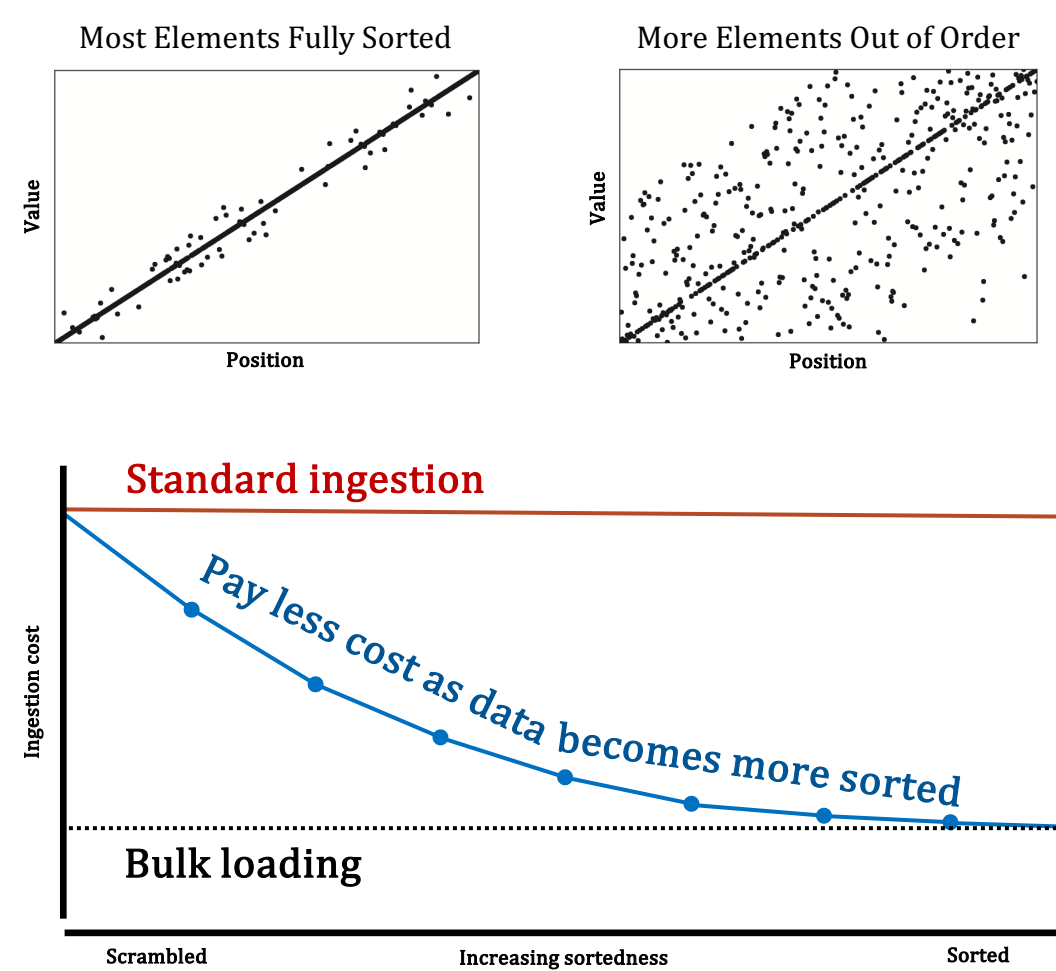 Most Elements Fully Sorted
More Elements Out of Order
Value
Position
Value
Position
Standard ingestion
Pay less cost as data becomes more sorted
Ingestion cost
Bulk loading
Scrambled
Increasing sortedness
Sorted